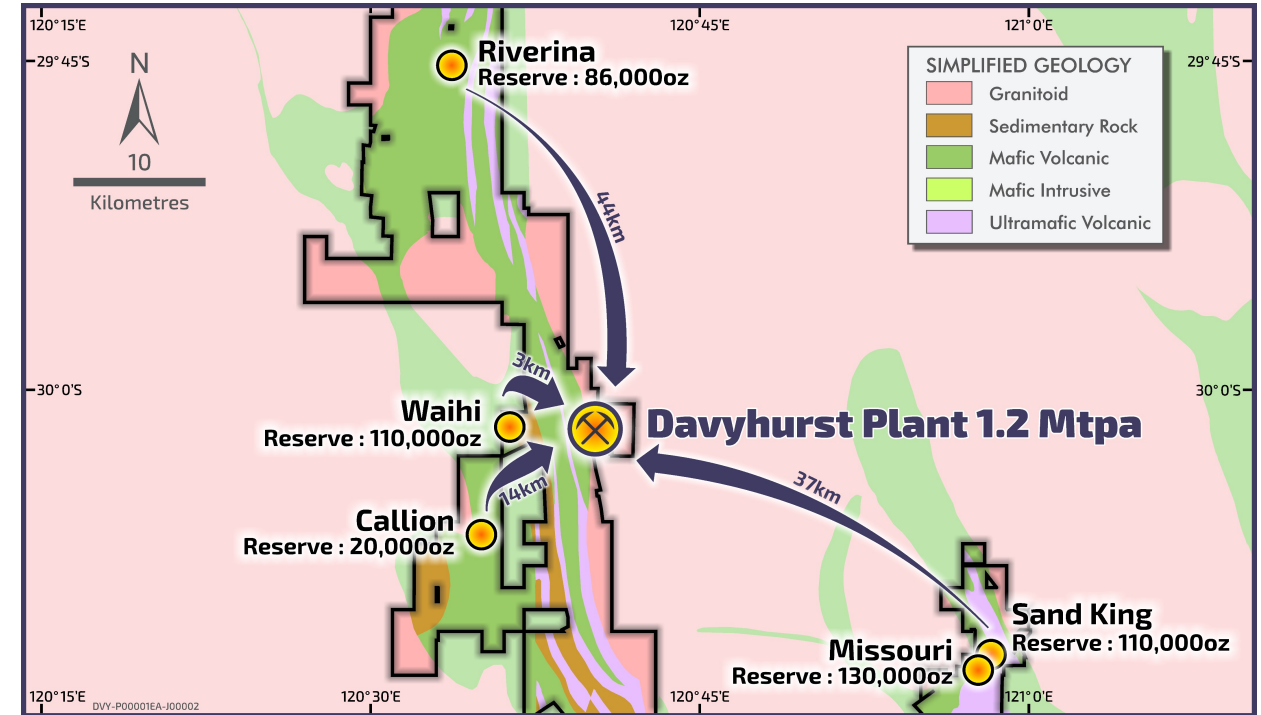 120°15'E
120°45'E
121°0'E
29°45'S
29°45'S
N
10
Kilometres
Riverina
Reserve : 86,000oz
SIMPLIFIED GEOLOGY
Granitoid
Sedimentary Rock
Mafic Volcanic
Mafic Intrusive
Ultramafic Volcanic
44km
3km
30°0'S
30°0'S
Waihi
Reserve : 110,000oz
Davyhurst Plant 1.2 Mtpa
14km
37km
Callion
Reserve : 20,000oz
Sand King
Reserve : 110,000oz
Missouri
Reserve : 130,000oz
120°15'E
120°30'E
120°45'E
121°0'E
DVY-P00001EA-J00002